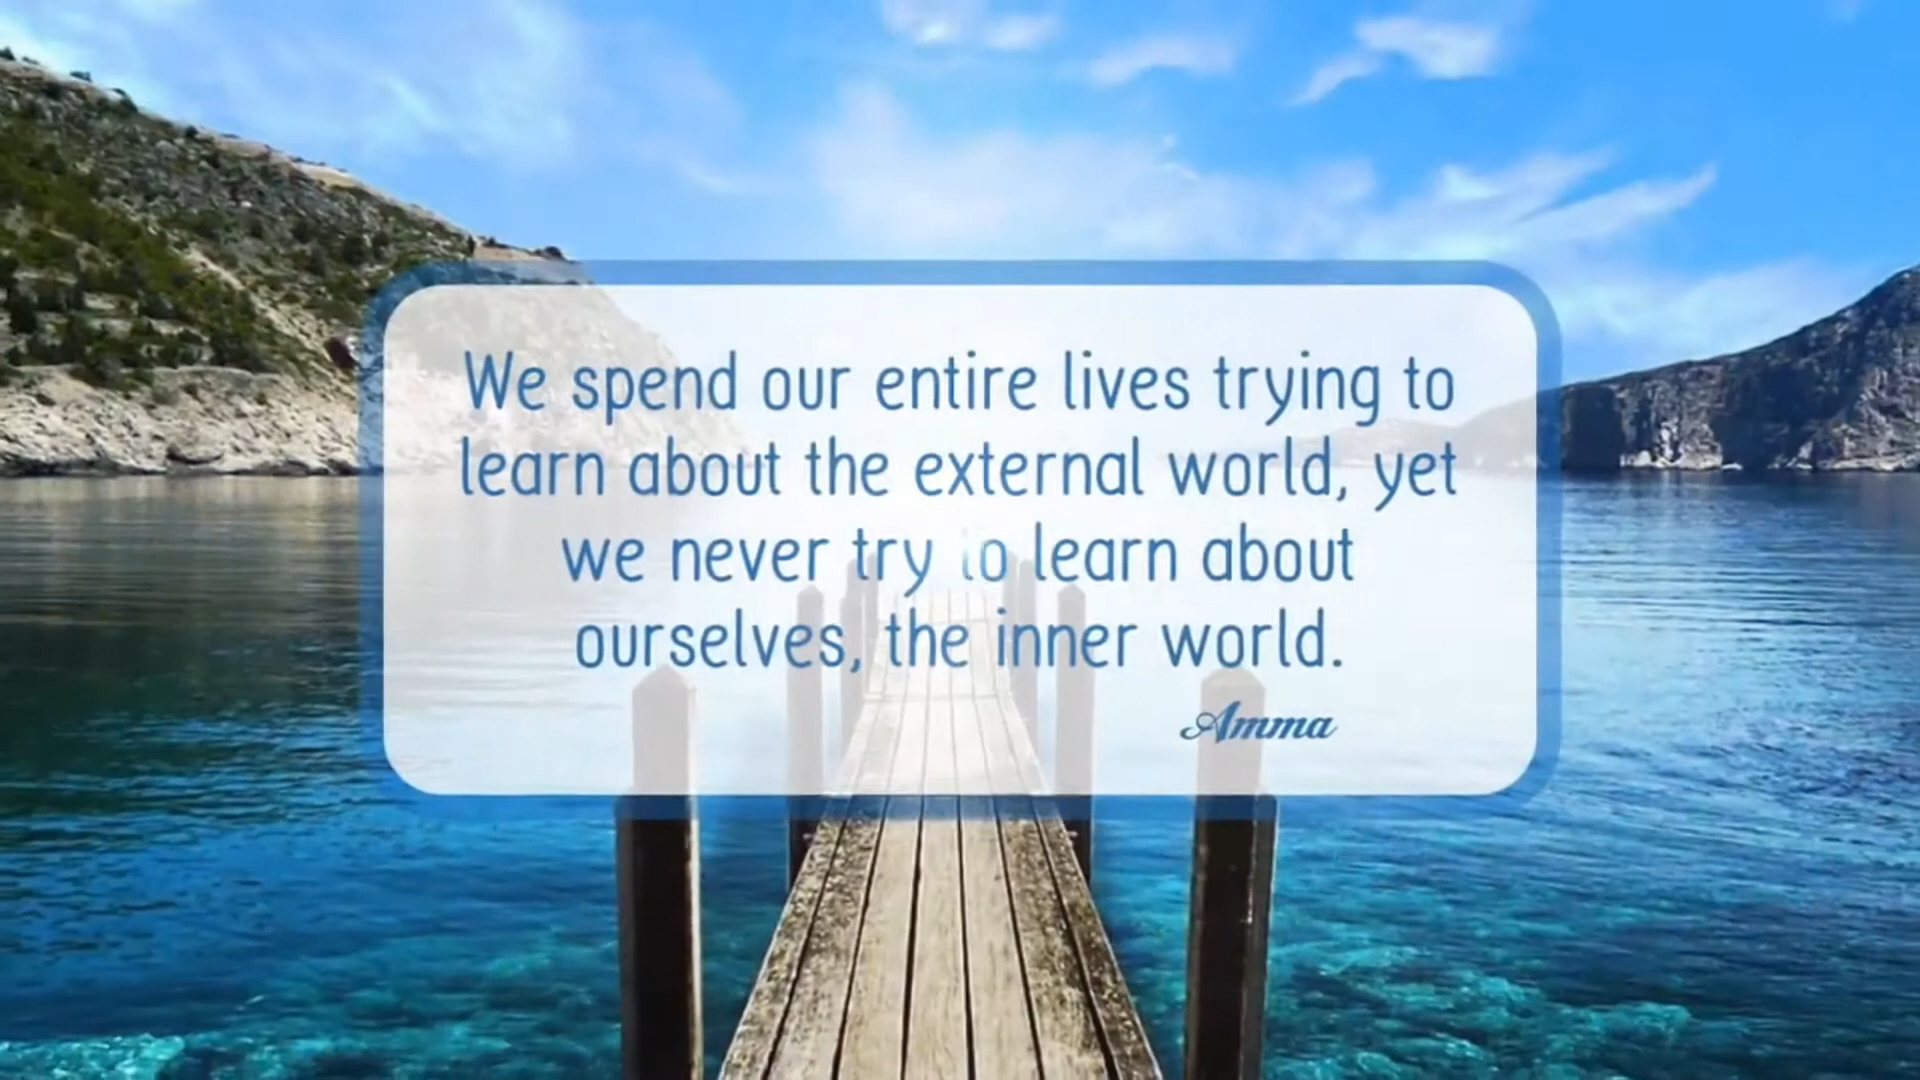 We spend our entire lives trying to
learn about the external world, yet
we never try to learn about
ourselves, the inner world.
Amma